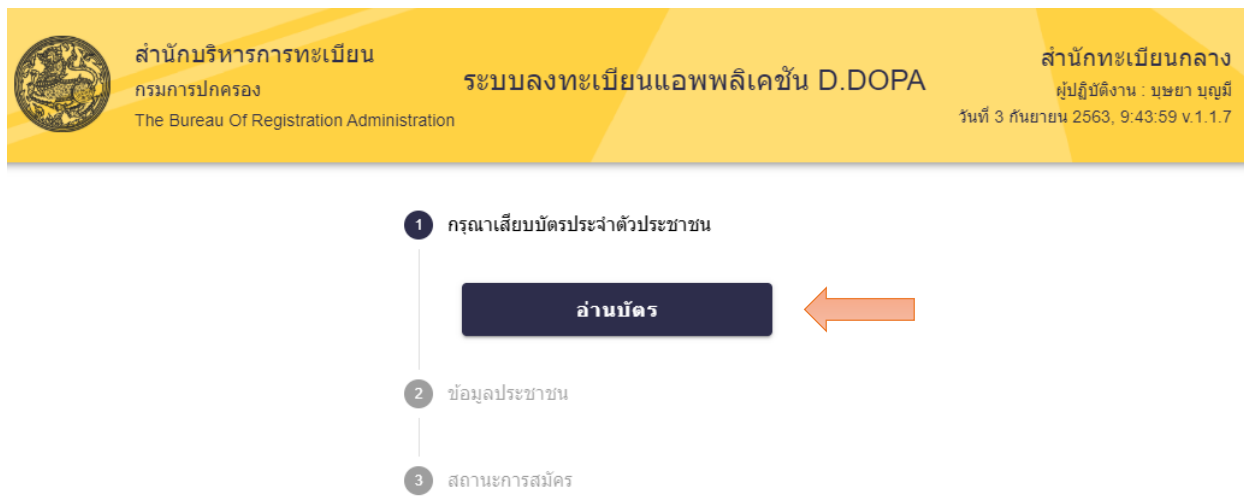 สำนักบริหารการทะเบียน
กรมการปกครอง
The Bureau Of Registration Administration
ระบบลงทะเบียนแอพพลิเคชัน D.DOPA
สำนักทะเบียนกลาง
ผู้ปฏิบัติงาน : บุษยา บุญมี
วันที่ 3 กันยายน 2563, 9:43:59 v.1.1.7
1 กรุณาเสียบบัตรประจำตัวประชาชน
อ่านบัตร
2 ข้อมูลประชาชน
3 สถานะการสมัคร